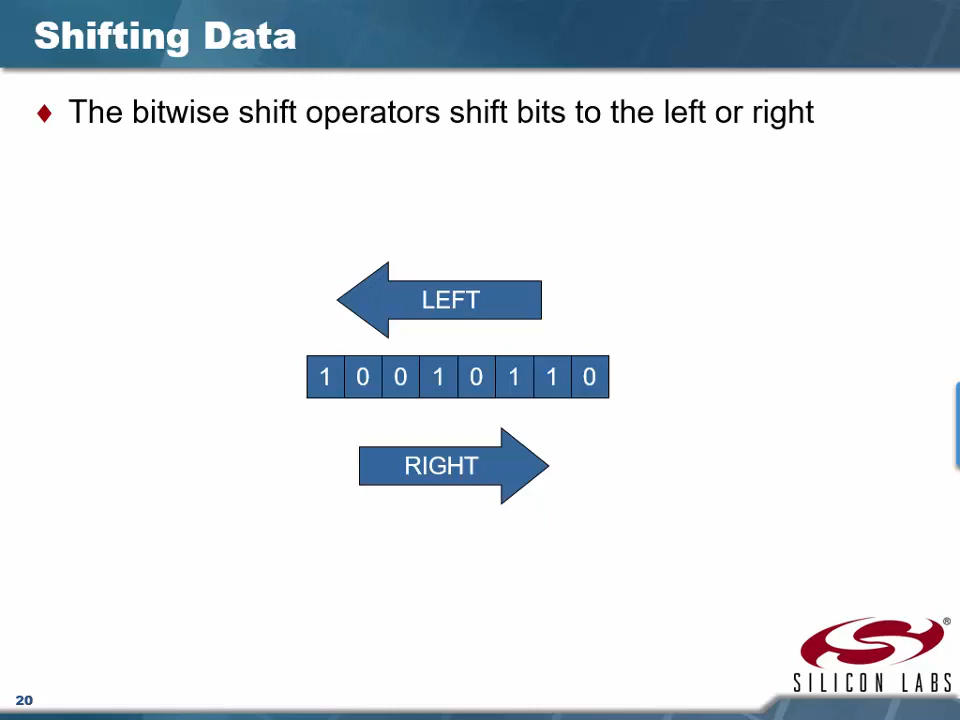 Shifting Data
♦ The bitwise shift operators shift bits to the left or right
LEFT
1 0 0 1 0 1 1 0
RIGHT
®
SILICON LABS
20